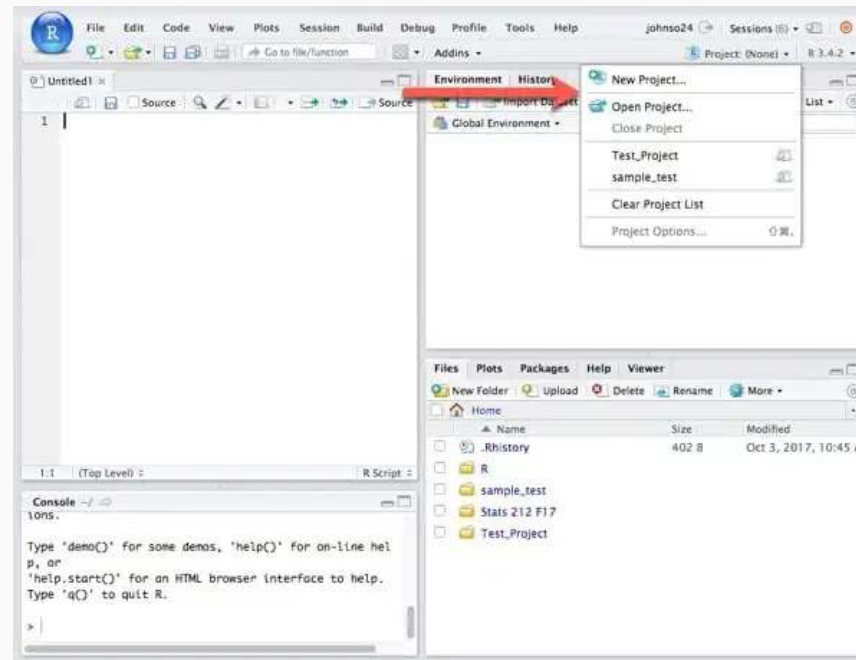 R File Edit Code View Plots Session Build Debug Profile Tools Help johnso24 Sessions (6)
Go to file/function Addins Project: (None) R 3.4.2
Untitled1
Source Source
1
1:1 (Top Level) R Script
Console ~/
ions.
Type 'demo()' for some demos, 'help()' for on-line hel
p, or
'help.start()' for an HTML browser interface to help.
Type 'q()' to quit R.
>
Environment History
Import Dataset List
Global Environment
New Project...
Open Project...
Close Project
Test_Project
sample_test
Clear Project List
Project Options... ⇧⌘,
Files Plots Packages Help Viewer
New Folder Upload Delete Rename More
Home
Name Size Modified
.Rhistory 402 B Oct 3, 2017, 10:45
R
sample_test
Stats 212 F17
Test_Project